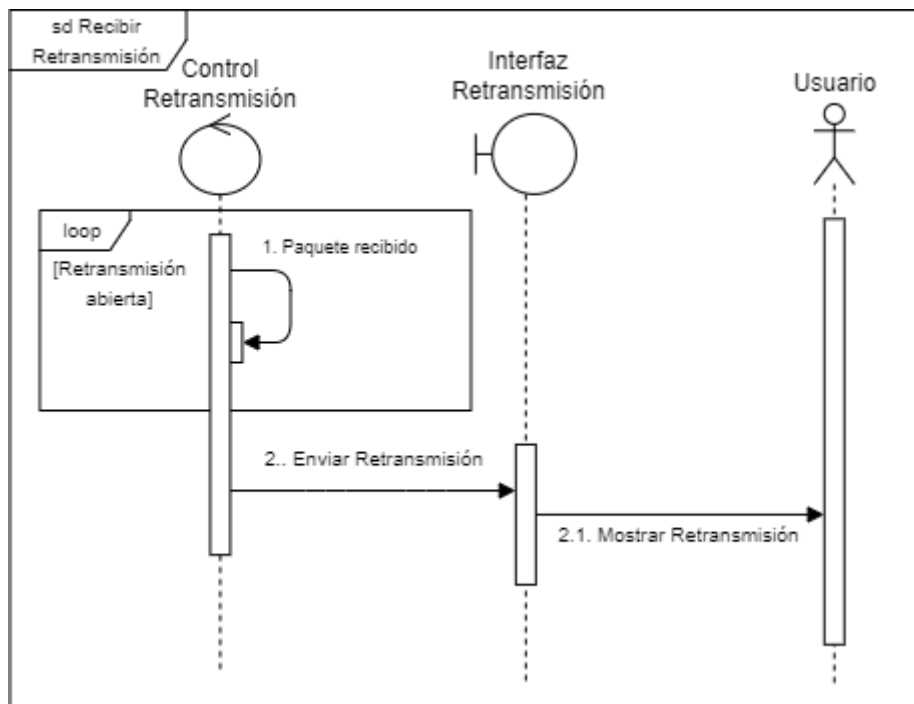 sd Recibir
Retransmisión
Control
Retransmisión
Interfaz
Retransmisión
Usuario
loop
[Retransmisión
abierta]
1. Paquete recibido
2.. Enviar Retransmisión
2.1. Mostrar Retransmisión